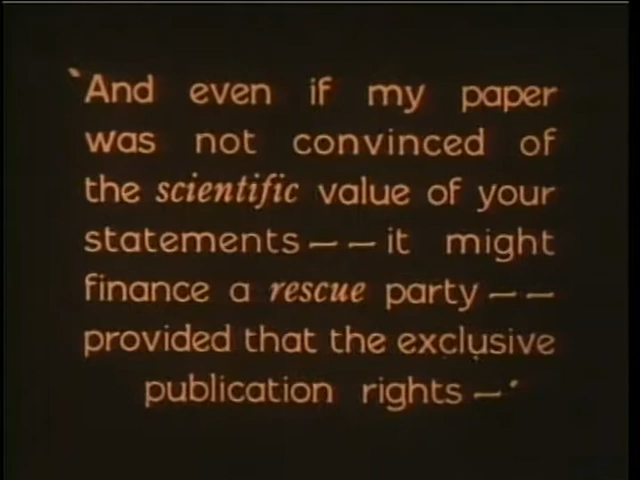 ‘And even if my paper
was not convinced of
the scientific value of your
statements — — it might
finance a rescue party — —
provided that the exclusive
publication rights —’